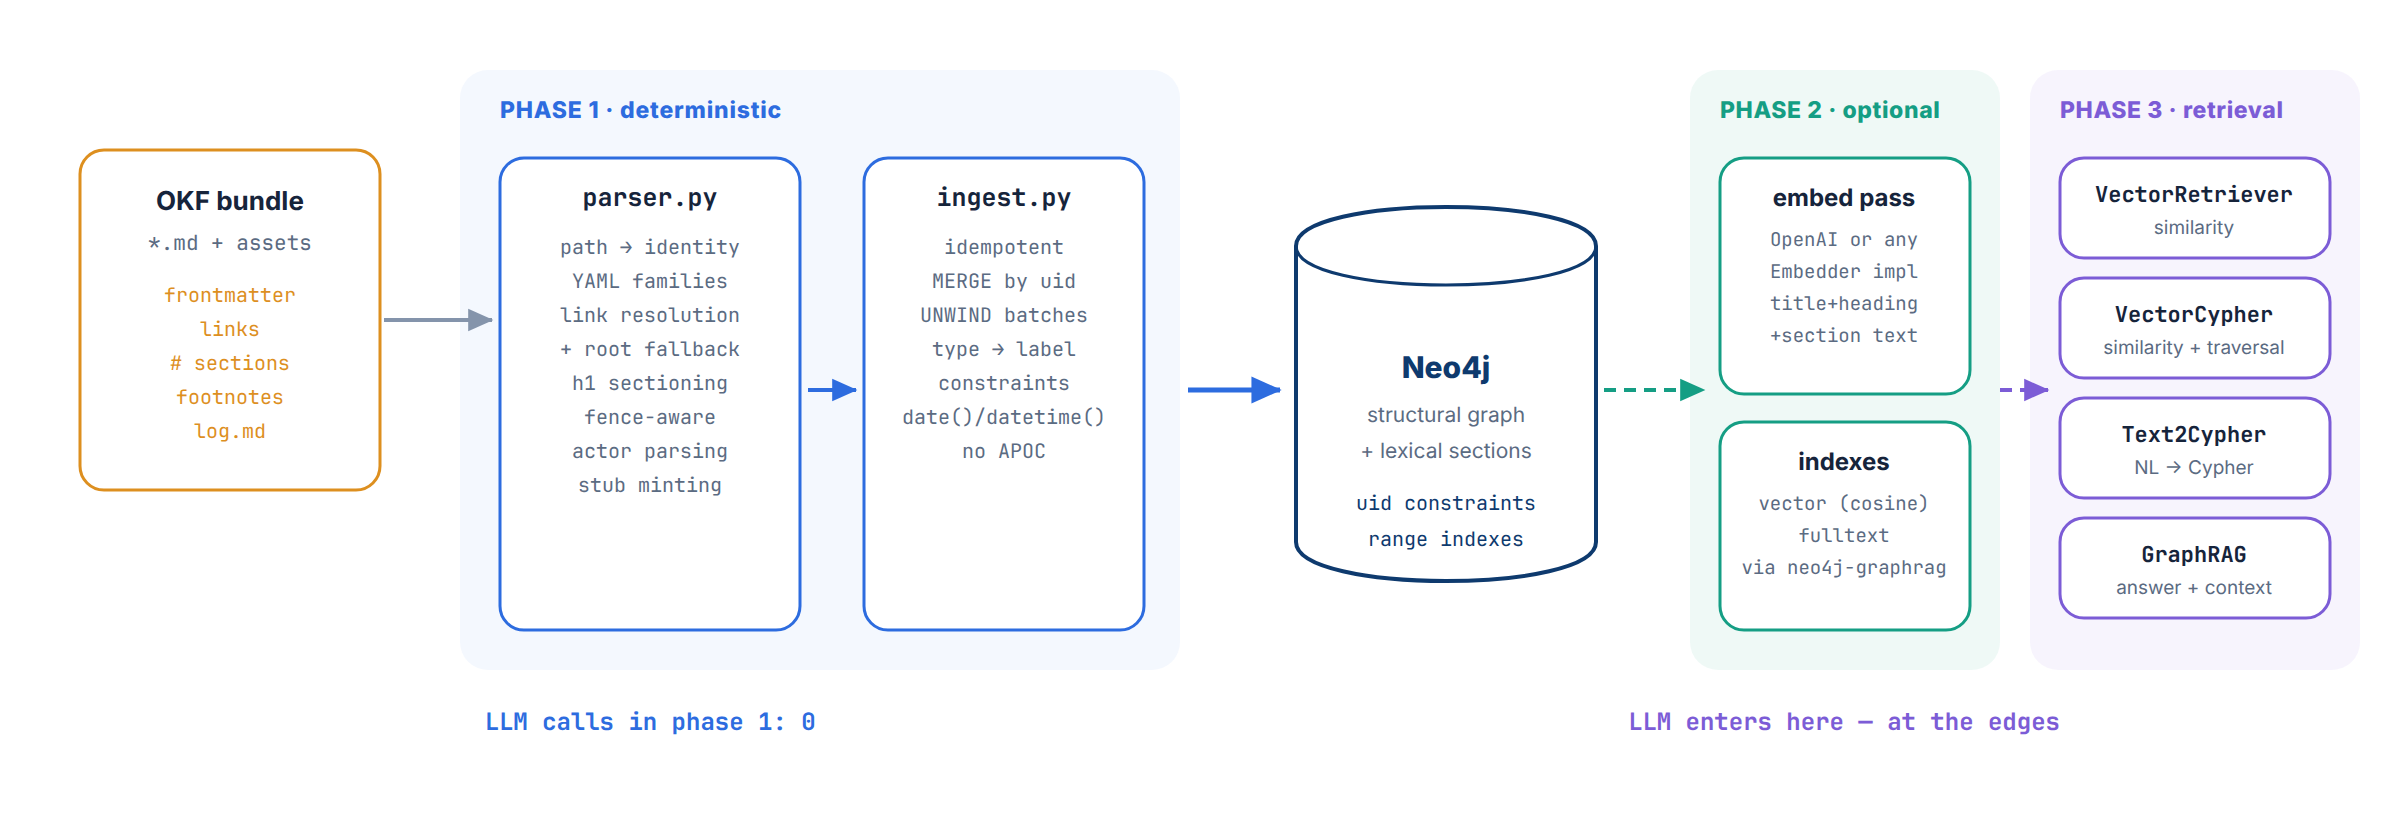 OKF bundle
*.md + assets
frontmatter
links
# sections
footnotes
log.md
PHASE 1 · deterministic
parser.py
path → identity
YAML families
link resolution
+ root fallback
h1 sectioning
fence-aware
actor parsing
stub minting
ingest.py
idempotent
MERGE by uid
UNWIND batches
type → label
constraints
date()/datetime()
no APOC
LLM calls in phase 1: 0
Neo4j
structural graph
+ lexical sections
uid constraints
range indexes
PHASE 2 · optional
embed pass
OpenAI or any
Embedder impl
title+heading
+section text
indexes
vector (cosine)
fulltext
via neo4j-graphrag
PHASE 3 · retrieval
VectorRetriever
similarity
VectorCypher
similarity + traversal
Text2Cypher
NL → Cypher
GraphRAG
answer + context
LLM enters here — at the edges